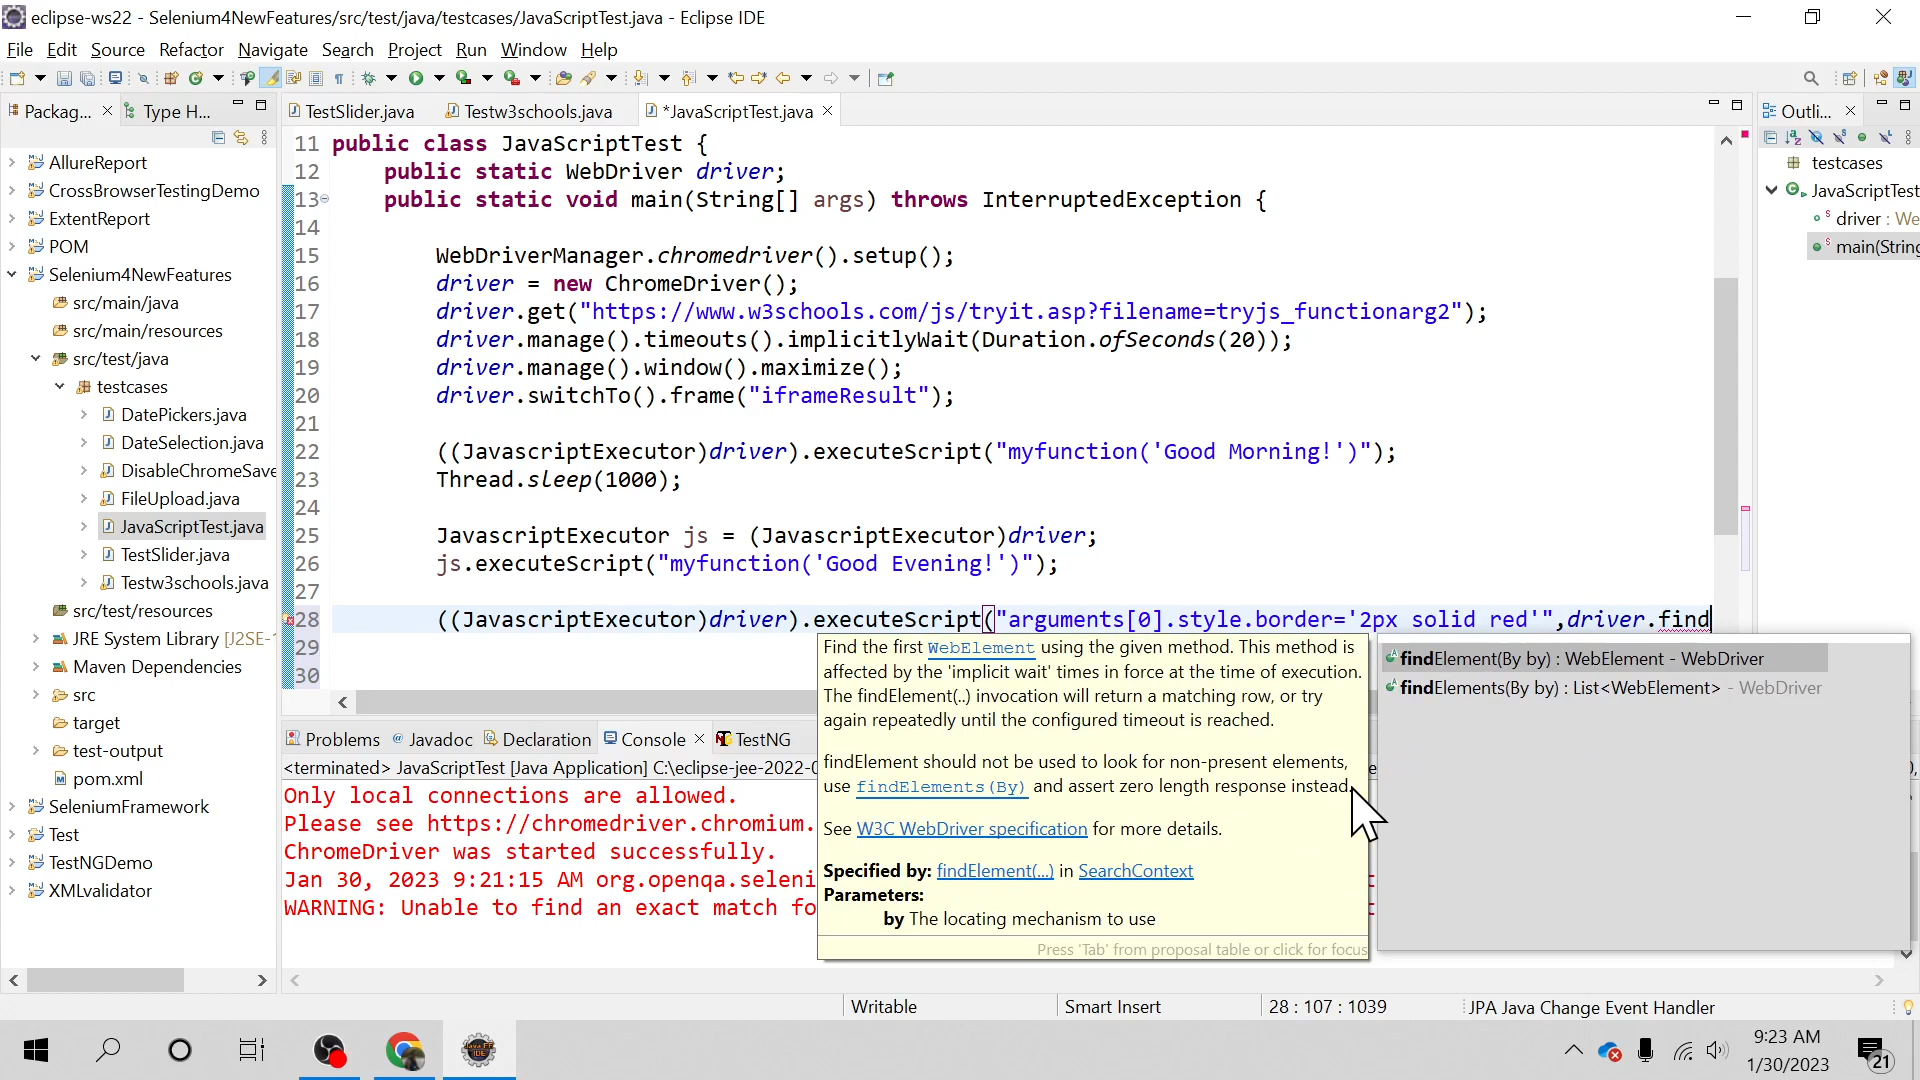 eclipse-ws22 - Selenium4NewFeatures/src/test/java/testcases/JavaScriptTest.java - Eclipse IDE
File Edit Source Refactor Navigate Search Project Run Window Help
Packag... Type H... TestSlider.java Testw3schools.java *JavaScriptTest.java Outli...
AllureReport
CrossBrowserTestingDemo
ExtentReport
POM
Selenium4NewFeatures
src/main/java
src/main/resources
src/test/java
testcases
DatePickers.java
DateSelection.java
DisableChromeSave
FileUpload.java
JavaScriptTest.java
TestSlider.java
Testw3schools.java
src/test/resources
JRE System Library [J2SE-
Maven Dependencies
src
target
test-output
pom.xml
SeleniumFramework
Test
TestNGDemo
XMLvalidator
11 public class JavaScriptTest {
12 public static WebDriver driver;
13 public static void main(String[] args) throws InterruptedException {
14
15 WebDriverManager.chromedriver().setup();
16 driver = new ChromeDriver();
17 driver.get("https://www.w3schools.com/js/tryit.asp?filename=tryjs_functionarg2");
18 driver.manage().timeouts().implicitlyWait(Duration.ofSeconds(20));
19 driver.manage().window().maximize();
20 driver.switchTo().frame("iframeResult");
21
22 ((JavascriptExecutor)driver).executeScript("myfunction('Good Morning!')");
23 Thread.sleep(1000);
24
25 JavascriptExecutor js = (JavascriptExecutor)driver;
26 js.executeScript("myfunction('Good Evening!')");
27
28 ((JavascriptExecutor)driver).executeScript("arguments[0].style.border='2px solid red'",driver.find
29
30
Find the first WebElement using the given method. This method is
affected by the 'implicit wait' times in force at the time of execution.
The findElement(..) invocation will return a matching row, or try
again repeatedly until the configured timeout is reached.
findElement should not be used to look for non-present elements,
use findElements(By) and assert zero length response instead.
See W3C WebDriver specification for more details.
Specified by: findElement(...) in SearchContext
Parameters:
by The locating mechanism to use
Press 'Tab' from proposal table or click for focus
findElement(By by) : WebElement - WebDriver
findElements(By by) : List<WebElement> - WebDriver
testcases
JavaScriptTest
driver : We
main(String
Problems Javadoc Declaration Console TestNG
<terminated> JavaScriptTest [Java Application] C:\eclipse-jee-2022-0
Only local connections are allowed.
Please see https://chromedriver.chromium.
ChromeDriver was started successfully.
Jan 30, 2023 9:21:15 AM org.openqa.seleni
WARNING: Unable to find an exact match fo
Writable Smart Insert 28 : 107 : 1039 JPA Java Change Event Handler
9:23 AM
1/30/2023
21